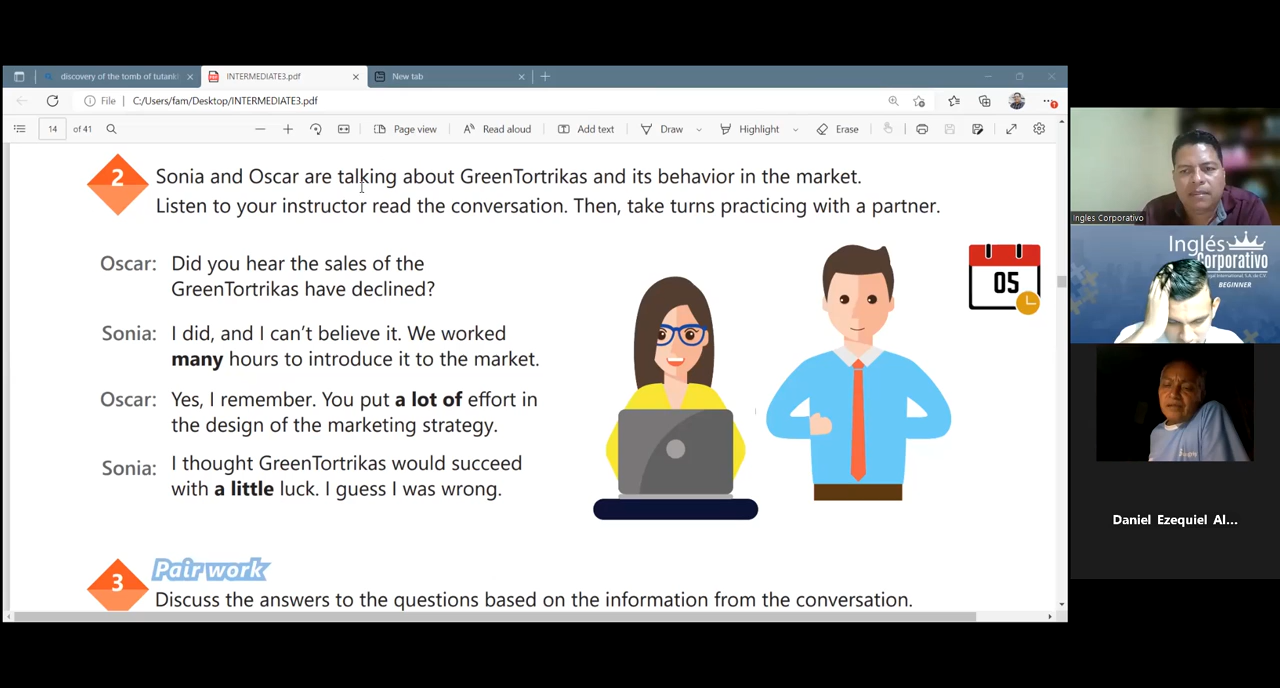 discovery of the tomb of tutankh
INTERMEDIATE3.pdf
New tab
File
C:/Users/fam/Desktop/INTERMEDIATE3.pdf
14 of 41
Page view
Read aloud
Add text
Draw
Highlight
Erase
2
Sonia and Oscar are talking about GreenTortrikas and its behavior in the market.
Listen to your instructor read the conversation. Then, take turns practicing with a partner.
Oscar: Did you hear the sales of the
GreenTortrikas have declined?
Sonia: I did, and I can't believe it. We worked
many hours to introduce it to the market.
Oscar: Yes, I remember. You put a lot of effort in
the design of the marketing strategy.
Sonia: I thought GreenTortrikas would succeed
with a little luck. I guess I was wrong.
05
3
Pair work
Discuss the answers to the questions based on the information from the conversation.
Ingles Corporativo
Inglés
Corporativo
BEGINNER
Daniel Ezequiel Al...